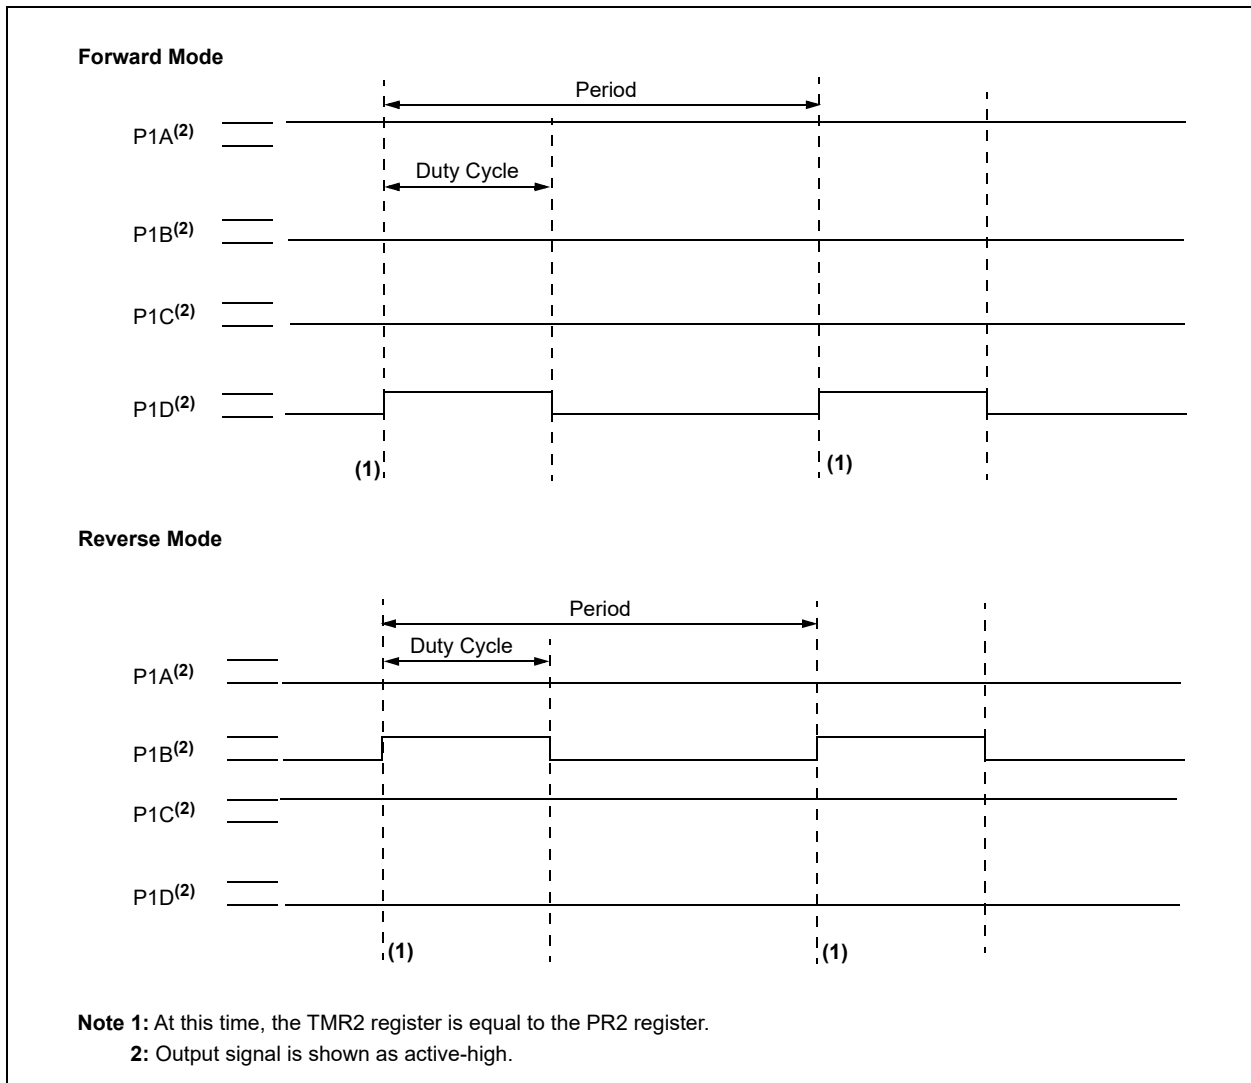 Forward Mode
Period
P1A(2)
Duty Cycle
P1B(2)
P1C(2)
P1D(2)
(1)
(1)
Reverse Mode
Period
Duty Cycle
P1A(2)
P1B(2)
P1C(2)
P1D(2)
(1)
(1)
Note 1: At this time, the TMR2 register is equal to the PR2 register.
2: Output signal is shown as active-high.